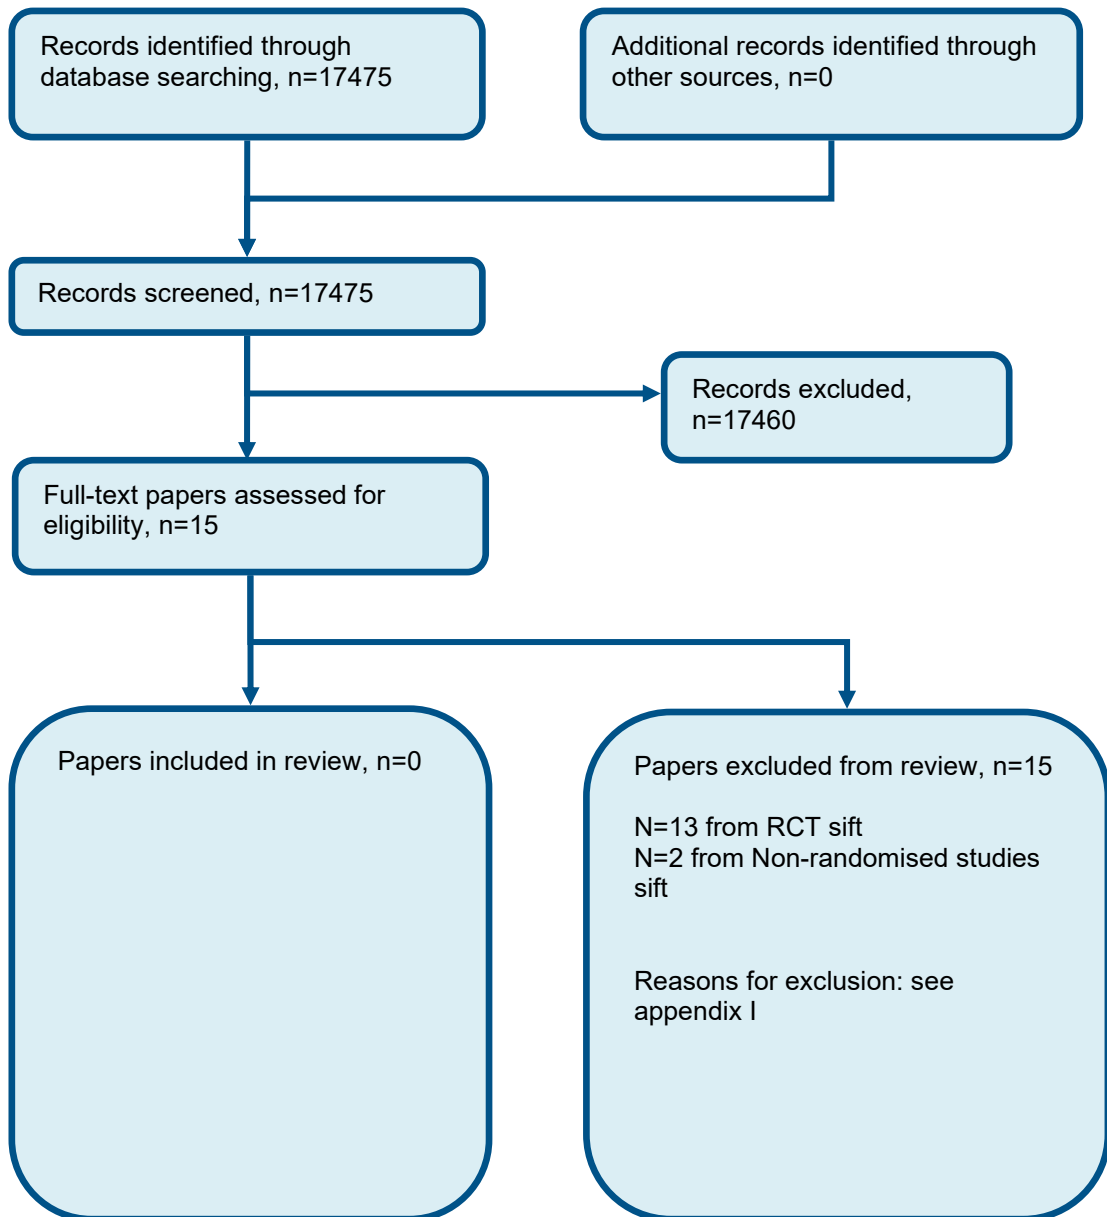 Records identified through
database searching, n=17475
Additional records identified through
other sources, n=0
Records screened, n=17475
Records excluded,
n=17460
Full-text papers assessed for
eligibility, n=15
Papers included in review, n=0
Papers excluded from review, n=15
N=13 from RCT sift
N=2 from Non-randomised studies
sift
Reasons for exclusion: see
appendix I